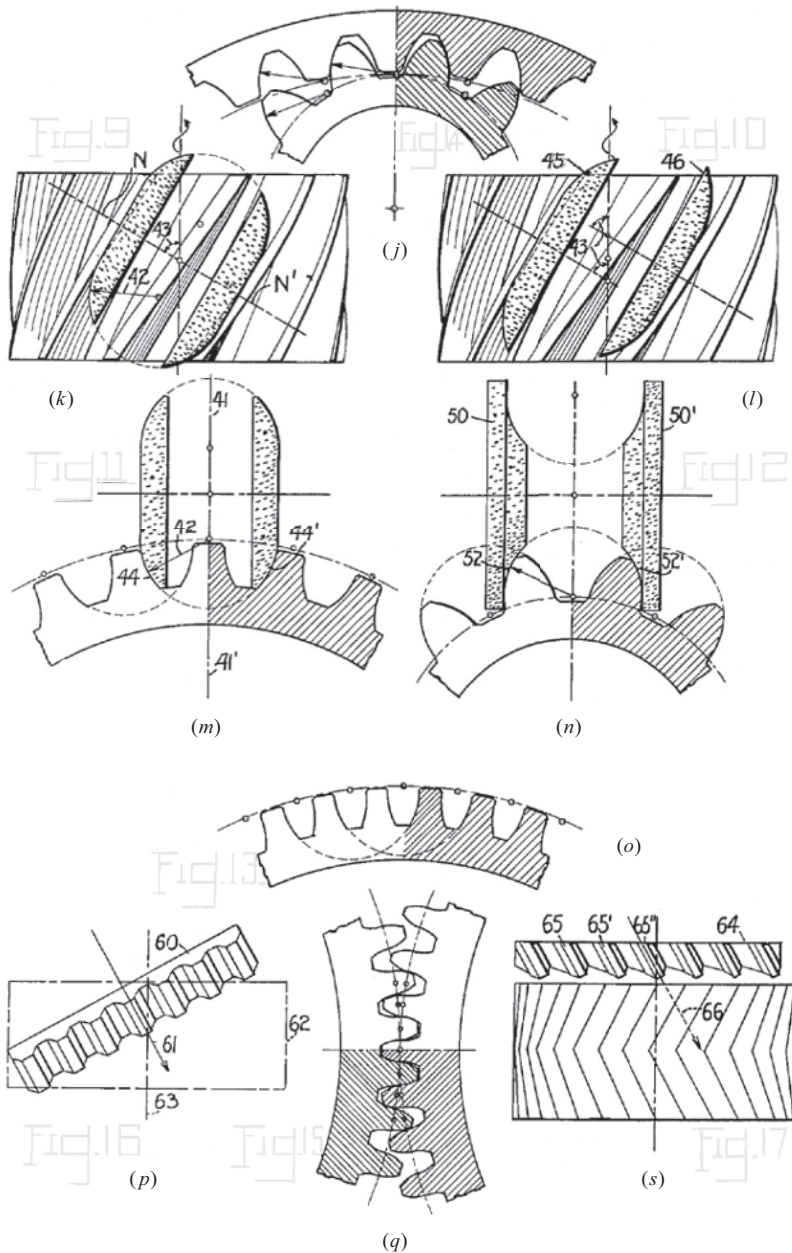 Fig.9
Fig.14
Fig.10
N
43
42
N'
45
46
43
(j)
(k)
(l)
41
42
44
44'
41'
50
50'
52
52'
Fig.11
Fig.12
(m)
(n)
(o)
Fig.13
60
61
62
63
65
65'
65"
64
66
Fig.16
Fig.15
Fig.17
(p)
(q)
(s)